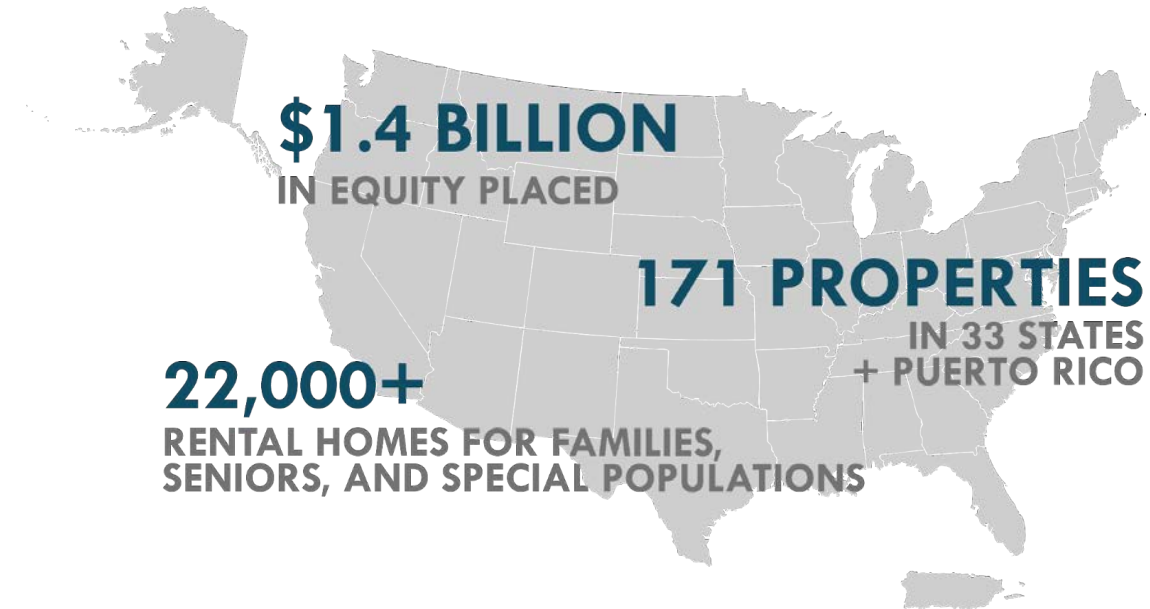 $1.4 BILLION
IN EQUITY PLACED
171 PROPERTIES
IN 33 STATES
+ PUERTO RICO
22,000+
RENTAL HOMES FOR FAMILIES,
SENIORS, AND SPECIAL POPULATIONS